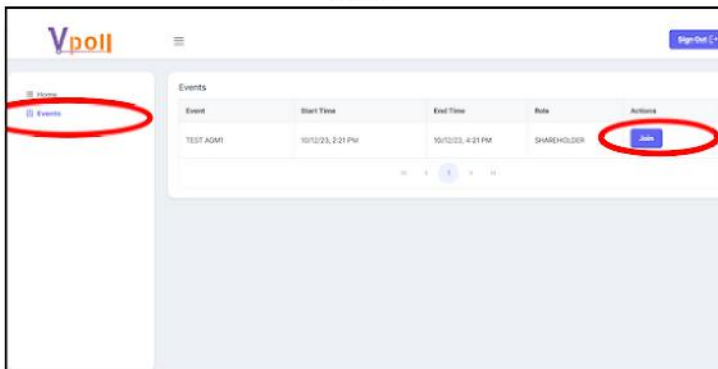 Vpoll
Sign Out
Home
Events
Events
Event Start Time End Time Role Actions
TEST AGM1 10/12/23, 2:21 PM 10/12/23, 4:21 PM SHAREHOLDER Join
1